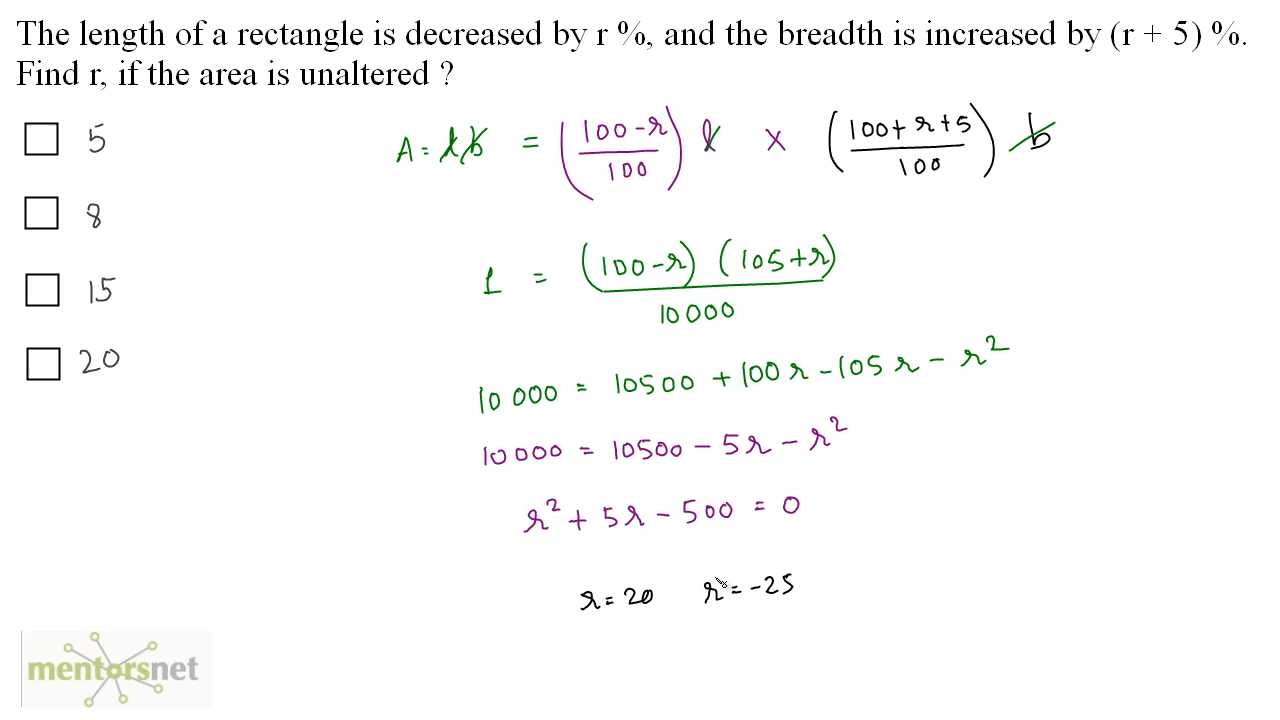 The length of a rectangle is decreased by r %, and the breadth is increased by (r + 5) %.
Find r, if the area is unaltered ?
5
8
15
20
A = lb = ((100 - r)/100) l × ((100 + r + 5)/100) b
1 = (100 - r) (105 + r)/10000
10000 = 10500 + 100r - 105r - r²
10000 = 10500 - 5r - r²
r² + 5r - 500 = 0
r = 20 r = -25
mentorsnet